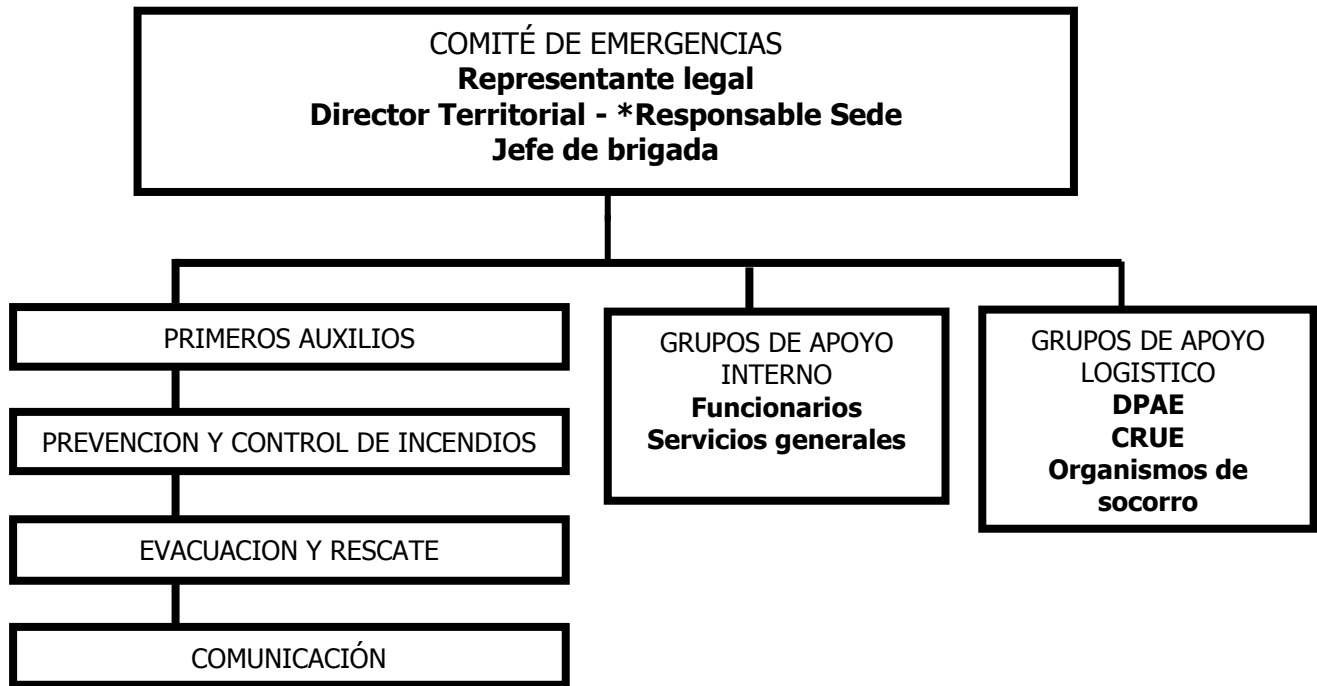 COMITÉ DE EMERGENCIAS
Representante legal
Director Territorial - *Responsable Sede
Jefe de brigada
PRIMEROS AUXILIOS
PREVENCION Y CONTROL DE INCENDIOS
EVACUACION Y RESCATE
COMUNICACIÓN
GRUPOS DE APOYO
INTERNO
Funcionarios
Servicios generales
GRUPOS DE APOYO
LOGISTICO
DPAE
CRUE
Organismos de
socorro